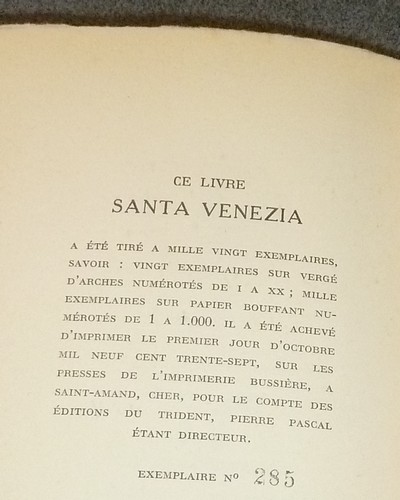 CE LIVRE
SANTA VENEZIA
A ÉTÉ TIRÉ A MILLE VINGT EXEMPLAIRES,
SAVOIR : VINGT EXEMPLAIRES SUR VERGÉ
D'ARCHES NUMÉROTÉS DE I A XX ; MILLE
EXEMPLAIRES SUR PAPIER BOUFFANT NU-
MÉROTÉS DE 1 A 1.000. IL A ÉTÉ ACHEVÉ
D'IMPRIMER LE PREMIER JOUR D'OCTOBRE
MIL NEUF CENT TRENTE-SEPT, SUR LES
PRESSES DE L'IMPRIMERIE BUSSIÈRE, A
SAINT-AMAND, CHER, POUR LE COMPTE DES
ÉDITIONS DU TRIDENT, PIERRE PASCAL
ÉTANT DIRECTEUR.
EXEMPLAIRE Nº 285